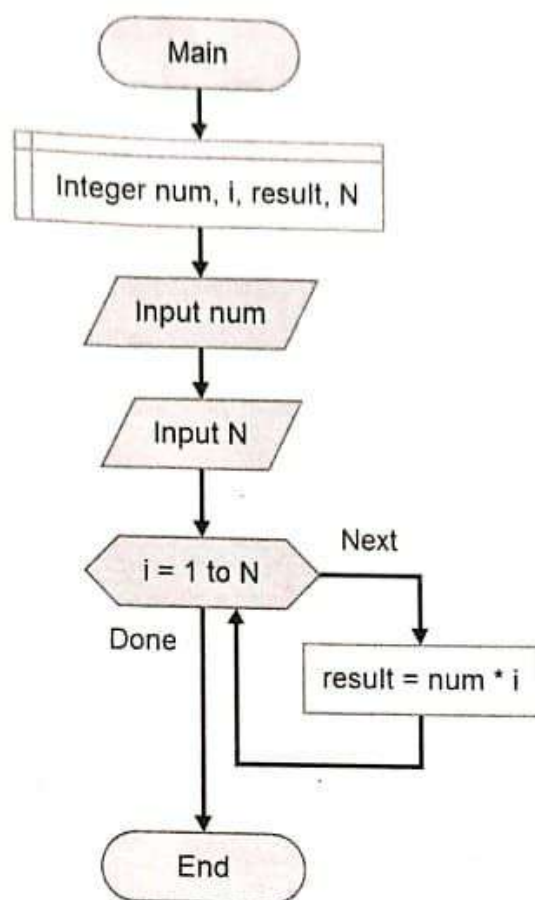 Main
Integer num, i, result, N
Input num
Input N
i = 1 to N
Next
Done
result = num * i
End